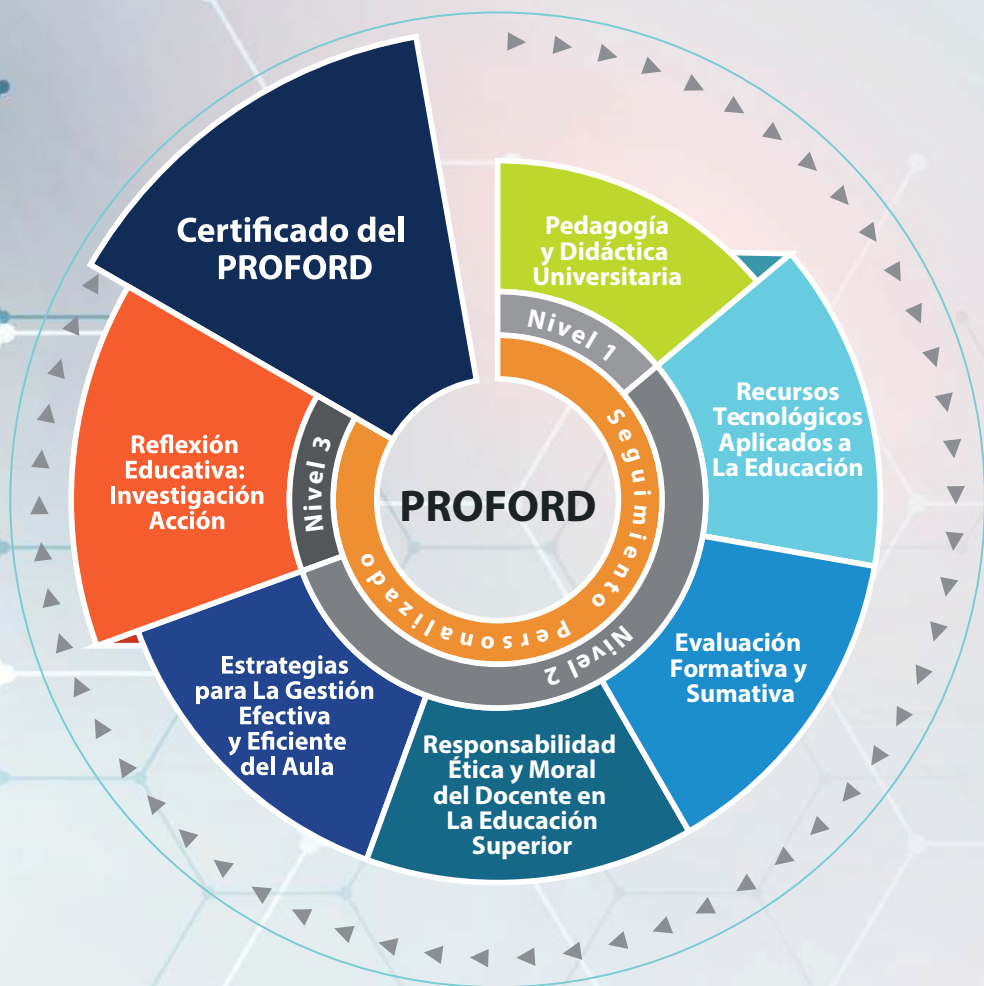 Certificado del
PROFORD
Pedagogía
y Didáctica
Universitaria
Nivel 1
Recursos
Tecnológicos
Aplicados a
La Educación
Evaluación
Formativa y
Sumativa
Responsabilidad
Ética y Moral
del Docente en
La Educación
Superior
Estrategias
para La Gestión
Efectiva
y Eficiente
del Aula
Nivel 2
Reflexión
Educativa:
Investigación
Acción
Nivel 3
Seguimiento Personalizado
PROFORD